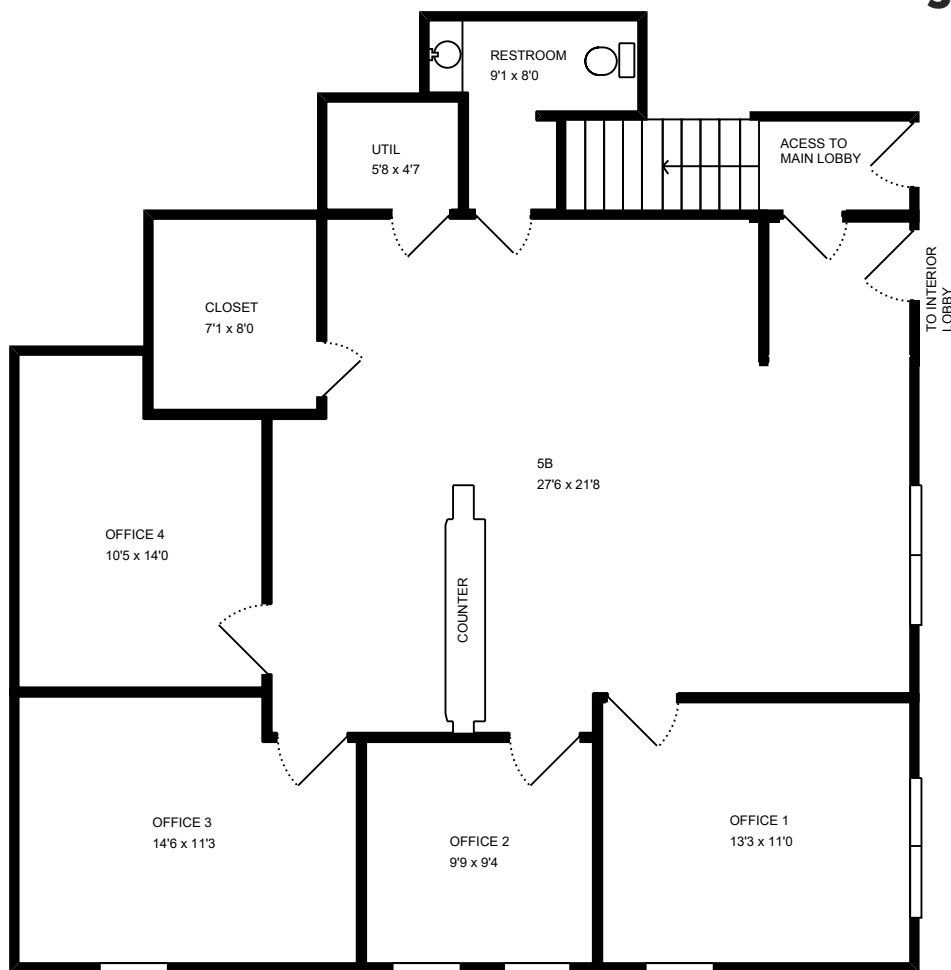 RESTROOM
9'1 x 8'0
UTIL
5'8 x 4'7
ACESS TO
MAIN LOBBY
CLOSET
7'1 x 8'0
TO INTERIOR
LOBBY
5B
27'6 x 21'8
OFFICE 4
10'5 x 14'0
COUNTER
OFFICE 3
14'6 x 11'3
OFFICE 2
9'9 x 9'4
OFFICE 1
13'3 x 11'0